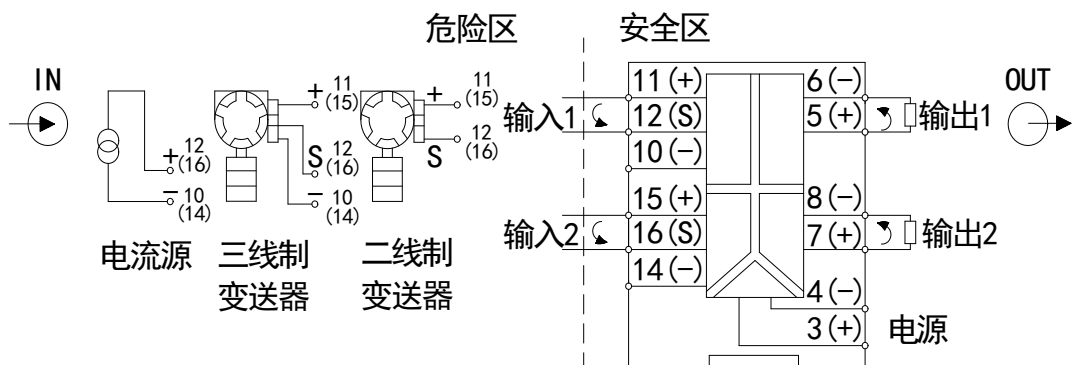 危险区
安全区
IN
OUT
+ 12
(16)
− 10
(14)
电流源
+ 11
(15)
S 12
(16)
− 10
(14)
三线制
变送器
+ 11
(15)
S 12
(16)
二线制
变送器
输入1
输入2
11(+)
12(S)
10(−)
15(+)
16(S)
14(−)
6(−)
5(+)
8(−)
7(+)
4(−)
3(+)
输出1
输出2
电源